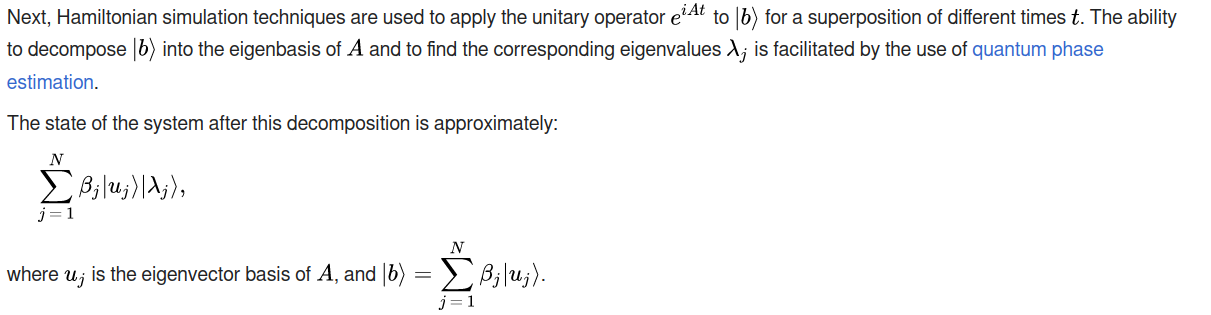 Next, Hamiltonian simulation techniques are used to apply the unitary operator $e^{iAt}$ to $|b\rangle$ for a superposition of different times $t$. The ability
to decompose $|b\rangle$ into the eigenbasis of $A$ and to find the corresponding eigenvalues $\lambda_j$ is facilitated by the use of quantum phase
estimation.
The state of the system after this decomposition is approximately:
$\sum_{j=1}^{N} \beta_j |u_j\rangle |\lambda_j\rangle,$
where $u_j$ is the eigenvector basis of $A$, and $|b\rangle = \sum_{j=1}^{N} \beta_j |u_j\rangle.$